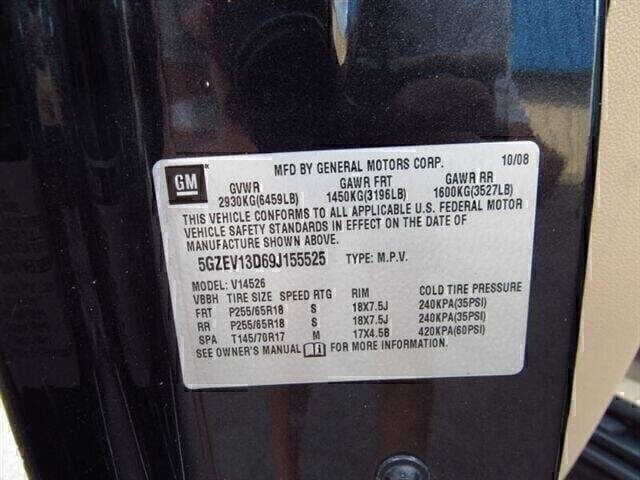 MFD BY GENERAL MOTORS CORP. 10/08
GM
GVWR GAWR FRT GAWR RR
2930KG(6459LB) 1450KG(3196LB) 1600KG(3527LB)
THIS VEHICLE CONFORMS TO ALL APPLICABLE U.S. FEDERAL MOTOR
VEHICLE SAFETY STANDARDS IN EFFECT ON THE DATE OF
MANUFACTURE SHOWN ABOVE.
5GZEV13D69J155525 TYPE: M.P.V.
MODEL: V14526
VBBH TIRE SIZE SPEED RTG RIM COLD TIRE PRESSURE
FRT P255/65R18 S 18X7.5J 240KPA(35PSI)
RR P255/65R18 S 18X7.5J 240KPA(35PSI)
SPA T145/70R17 M 17X4.5B 420KPA(60PSI)
SEE OWNER'S MANUAL FOR MORE INFORMATION.